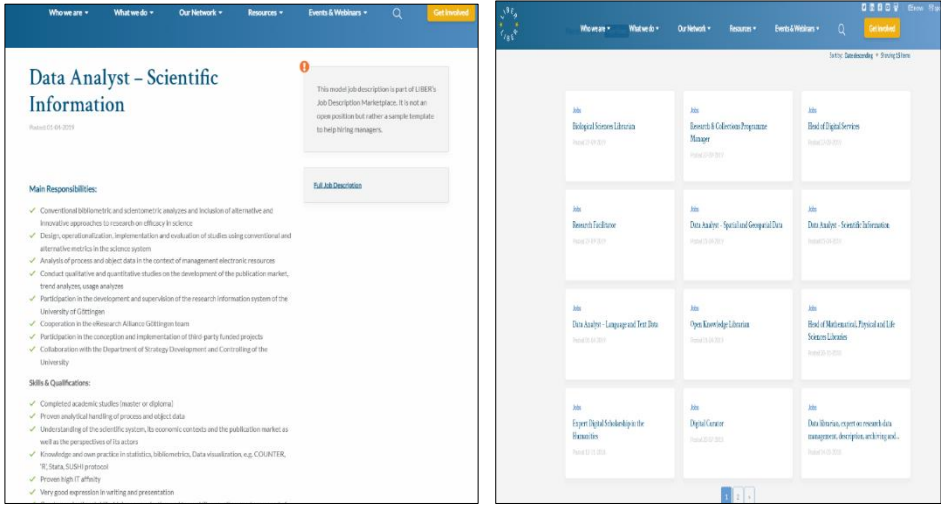 Who we are
What we do
Our Network
Resources
Events & Webinars
Get Involved
Data Analyst – Scientific
Information
Posted 01-04-2019
This model job description is part of LIBER's
Job Description Marketplace. It is not an
open position but rather a sample template
to help hiring managers.
Full Job Description
Main Responsibilities:
Conventional bibliometric and scientometric analyzes and inclusion of alternative and
innovative approaches to research on efficacy in science
Design, operationalization, implementation and evaluation of studies using conventional and
alternative metrics in the science system
Analysis of process and object data in the context of management electronic resources
Conduct qualitative and quantitative studies on the development of the publication market,
trend analyzes, usage analyzes
Participation in the development and supervision of the research information system of the
University of Göttingen
Cooperation in the eResearch Alliance Göttingen team
Participation in the conception and implementation of third-party funded projects
Collaboration with the Department of Strategy Development and Controlling of the
University
Skills & Qualifications:
Completed academic studies (master or diploma)
Proven analytical handling of process and object data
Understanding of the scientific system, its economic contexts and the publication market as
well as the perspectives of its actors
Knowledge and own practice in statistics, bibliometrics, Data visualization, e.g. COUNTER,
'R', Stata, SUSHI protocol
Proven high IT affinity
Very good expression in writing and presentation
LIBER
Who we are
What we do
Our Network
Resources
Events & Webinars
Get Involved
Sort by: Date descending
Showing 15 items
Jobs
Biological Sciences Librarian
Jobs
Research & Collections Programme
Manager
Jobs
Head of Digital Services
Jobs
Research Facilitator
Jobs
Data Analyst - Spatial and Geospatial Data
Jobs
Data Analyst - Scientific Information
Jobs
Data Analyst – Language and Text Data
Jobs
Open Knowledge Librarian
Jobs
Head of Mathematical, Physical and Life
Sciences Libraries
Jobs
Expert Digital Scholarship in the
Humanities
Jobs
Digital Curator
Jobs
Data librarian, expert on research data
management, description, archiving and...
1
2